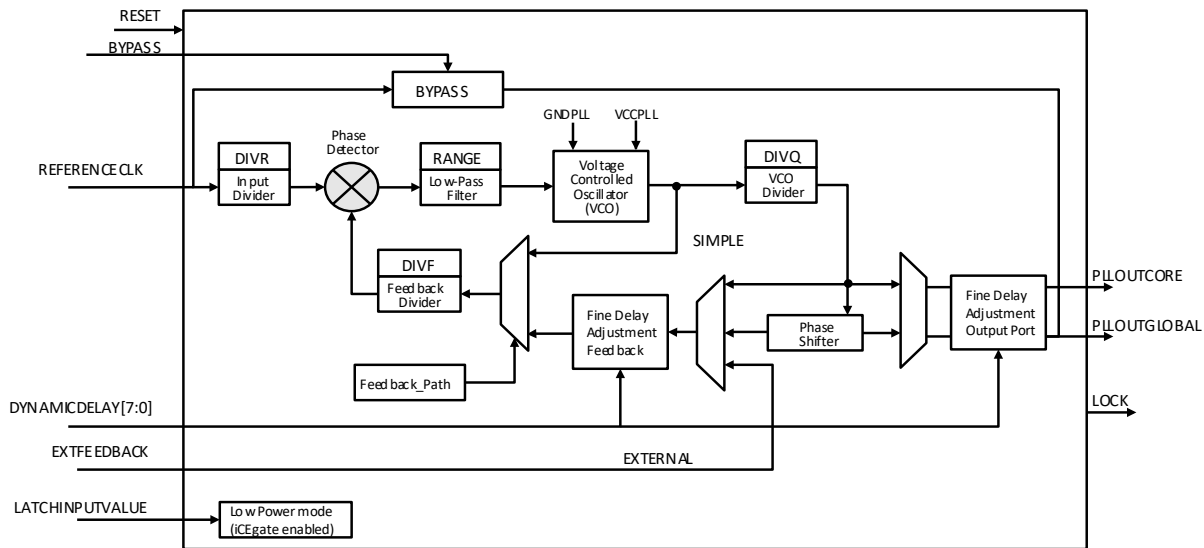 RESET
BYPASS
BYPASS
GNDPLL
VCCPLL
Phase
Detector
DIVR
RANGE
DIVQ
REFERENCECLK
Input
Divider
Low-Pass
Filter
Voltage
Controlled
Oscillator
(VCO)
VCO
Divider
SIMPLE
DIVF
Feedback
Divider
Fine Delay
Adjustment
Feedback
Phase
Shifter
Fine Delay
Adjustment
Output Port
PLLOUTCORE
PLLOUTGLOBAL
Feedback_Path
DYNAMICDELAY[7:0]
LOCK
EXTFEEDBACK
EXTERNAL
LATCHINPUTVALUE
Low Power mode
(iCEgate enabled)